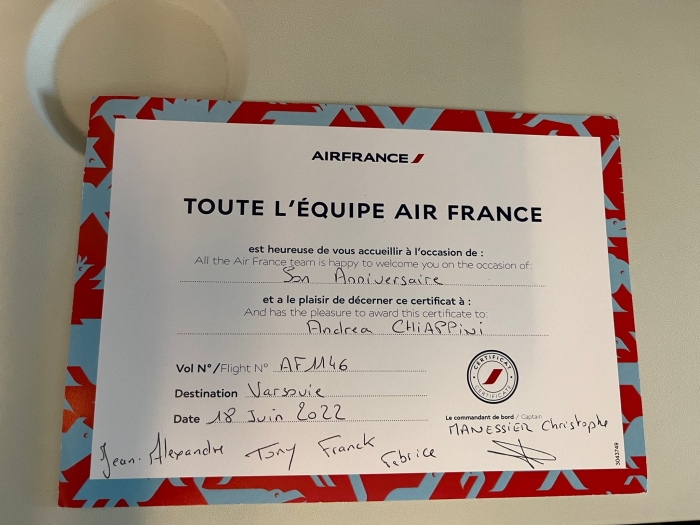 AIRFRANCE
TOUTE L'ÉQUIPE AIR FRANCE
est heureuse de vous accueillir à l'occasion de :
All the Air France team is happy to welcome you on the occasion of:
Son Anniversaire
et a le plaisir de décerner ce certificat à :
And has the pleasure to award this certificate to:
Andrea CHIAPPINI
Vol N°/Flight N° AF1146
Destination Varsovie
Date 18 Juin 2022
CERTIFICAT
CERTIFICATE
Le commandant de bord / Captain
MANESSIER Christophe
Jean-Alexandre Tony Franck Fabrice
3043749